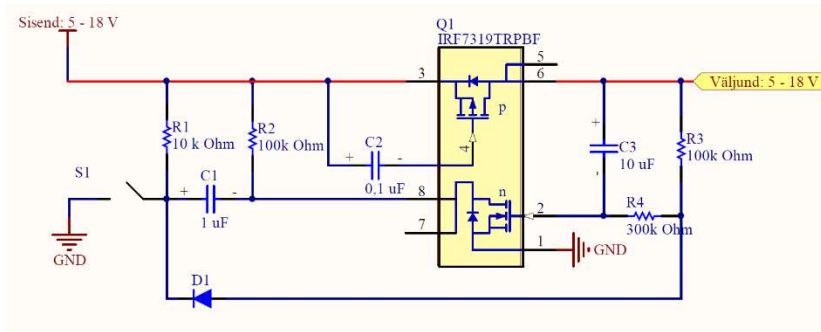 Sisend: 5 - 18 V
Q1
IRF7319TRPBF
5
3
6
Väljund: 5 - 18 V
p
R1
10 k Ohm
R2
100k Ohm
C2
+
-
0,1 uF
4
+
C3
10 uF
-
R3
100k Ohm
S1
C1
+
-
1 uF
8
n
7
2
R4
300k Ohm
1
GND
GND
D1